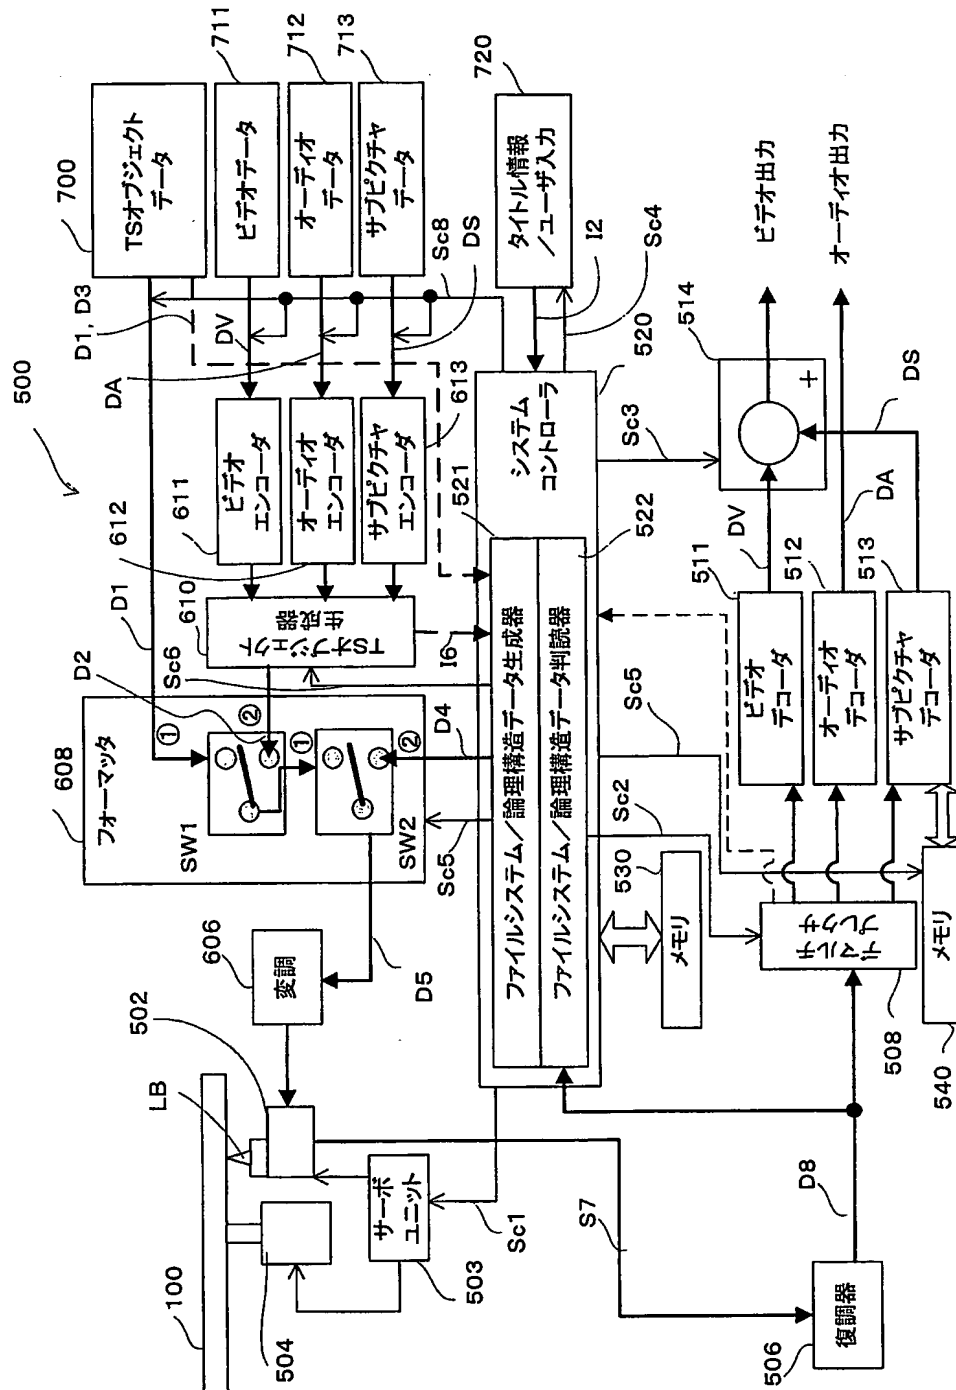 500
700
TSオブジェクト
データ
711
ビデオデータ
712
オーディオ
データ
713
サブピクチャ
データ
D1, D3
DV
DA
DS
Sc8
720
タイトル情報
/ユーザ入力
I2
Sc4
611
ビデオ
エンコーダ
612
オーディオ
エンコーダ
613
サブピクチャ
エンコーダ
610
TSオブジェクト
生成器
I6
Sc6
D1
D2
608
フォーマッタ
①
②
SW1
①
②
SW2
D4
Sc5
D5
606
変調
502
LB
100
504
サーボ
ユニット
503
Sc1
S7
506
復調器
D8
520
システム
コントローラ
521
ファイルシステム/論理構造データ生成器
522
ファイルシステム/論理構造データ判読器
Sc3
Sc5
Sc2
530
メモリ
デマルチ
プレクサ
508
540
メモリ
511
ビデオ
デコーダ
512
オーディオ
デコーダ
513
サブピクチャ
デコーダ
DV
DA
DS
514
+
ビデオ出力
オーディオ出力